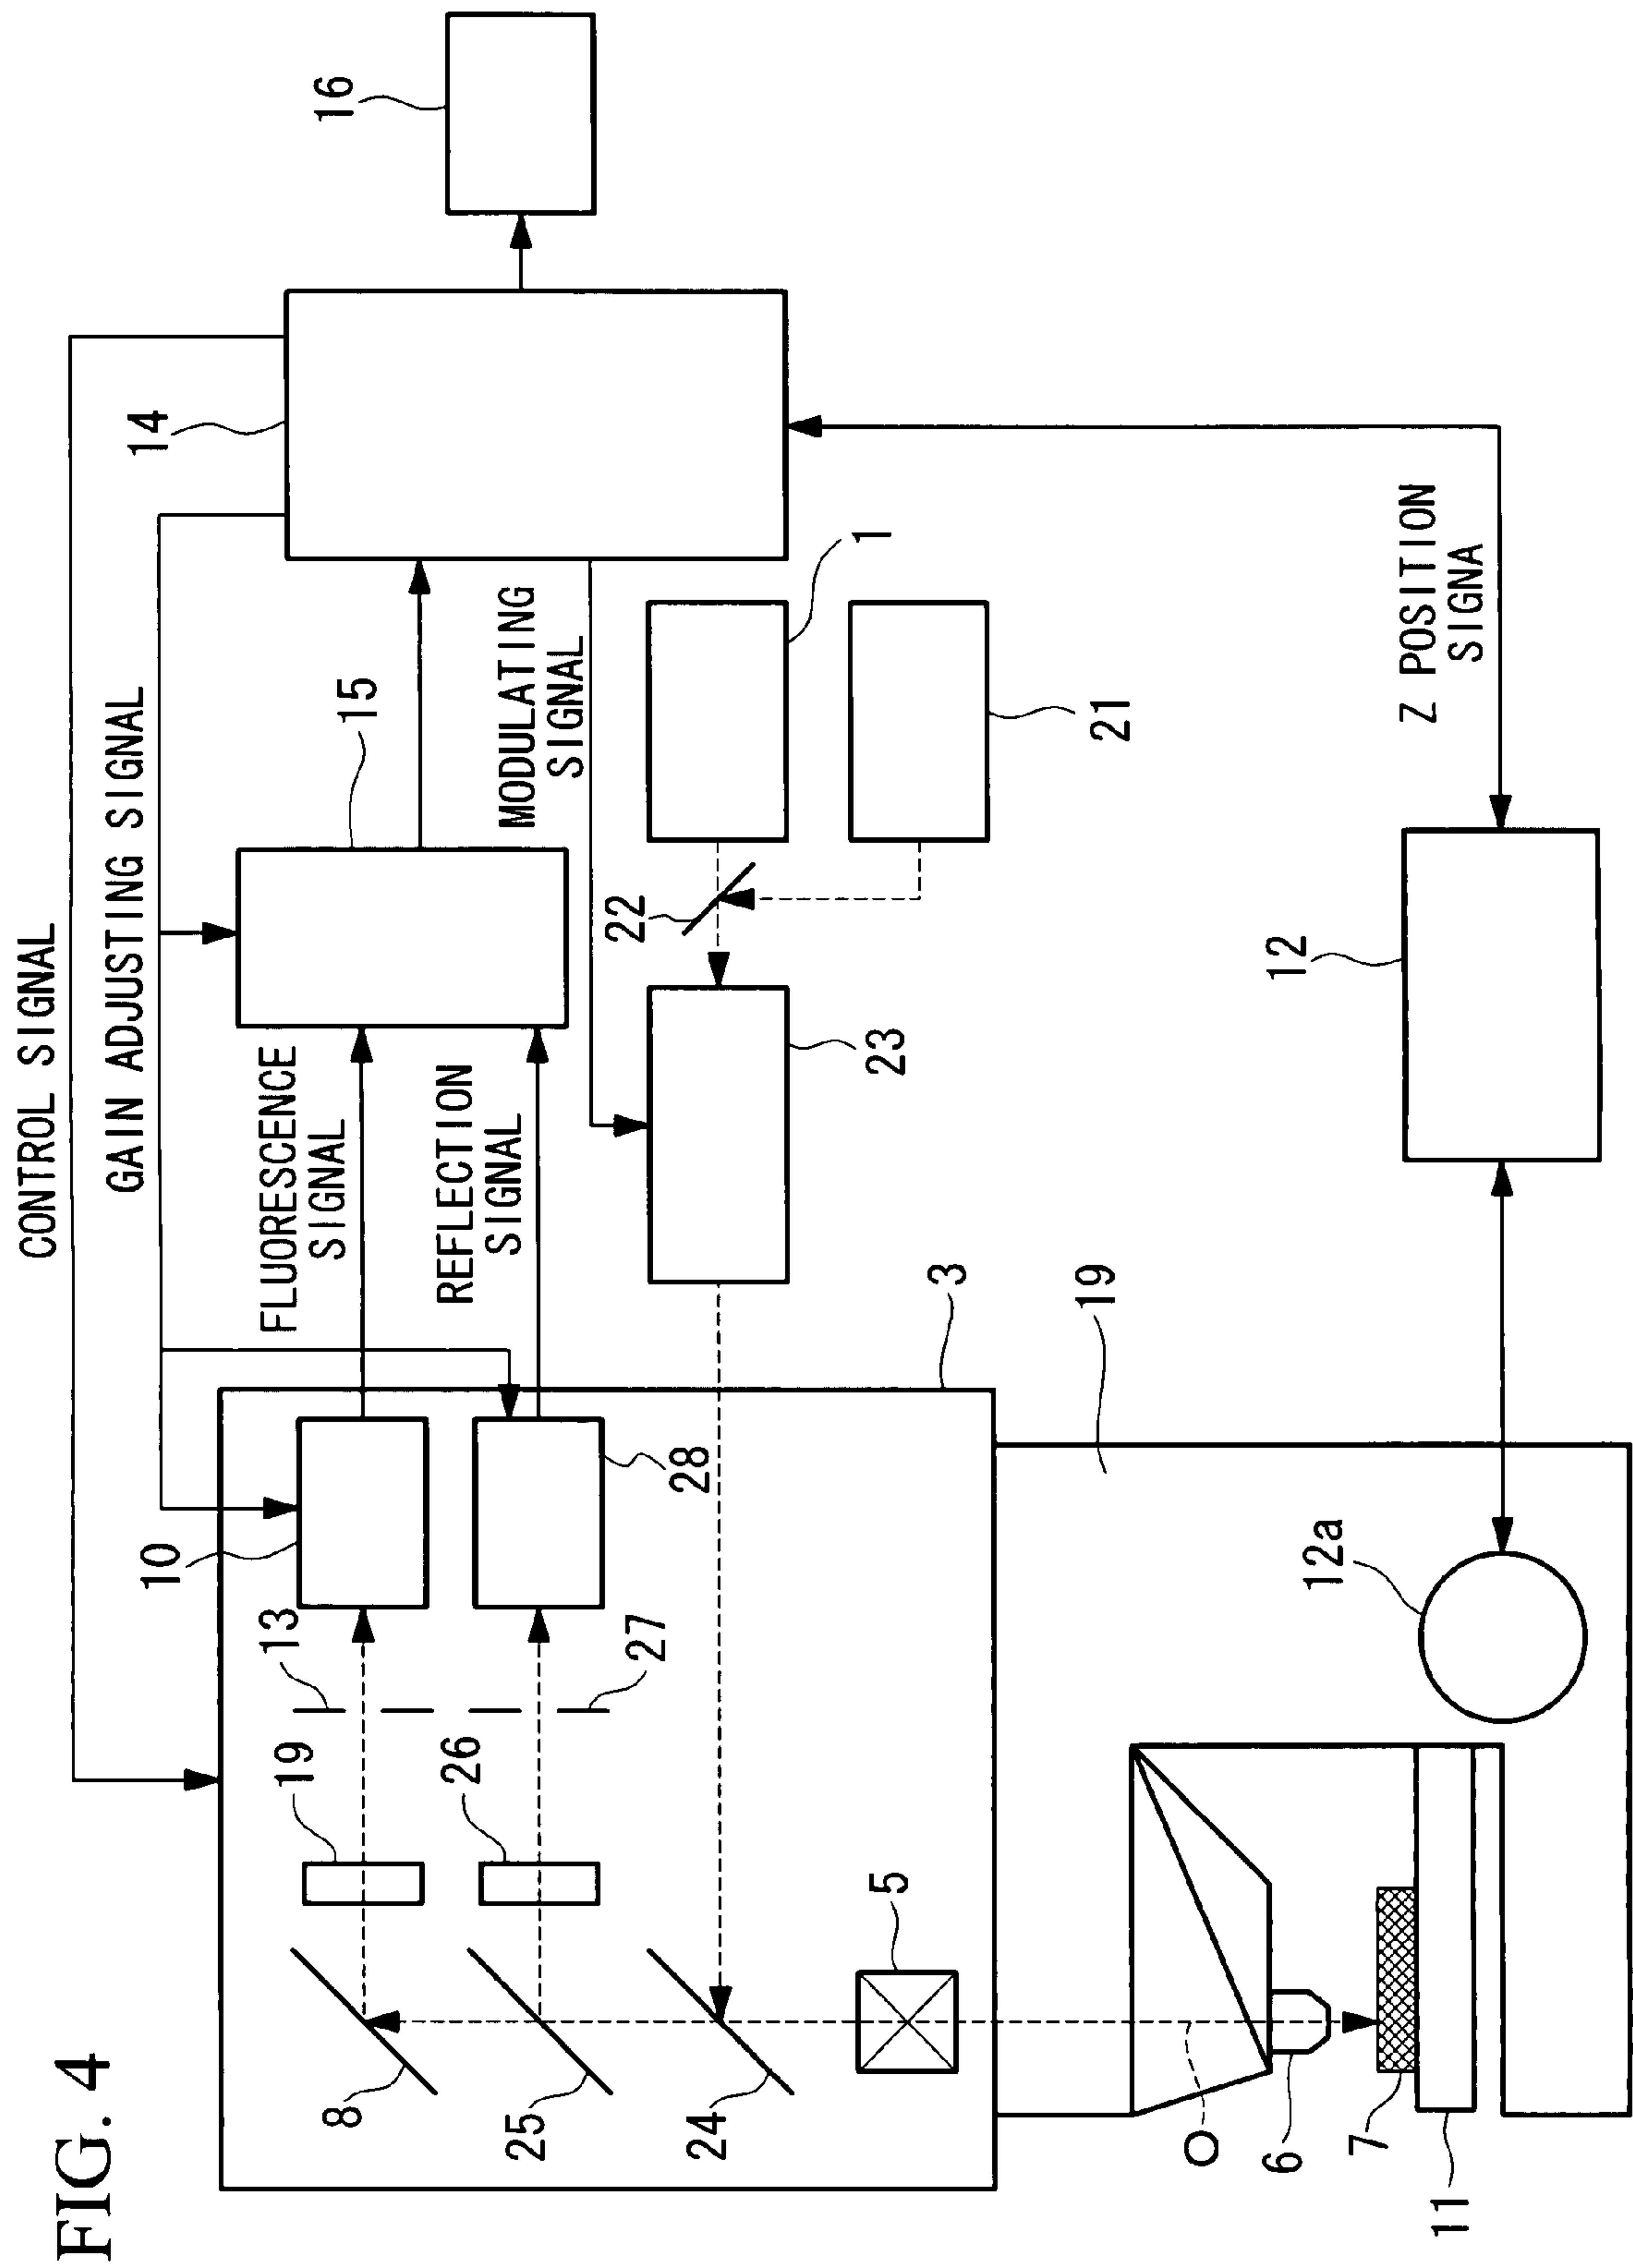 FIG. 4
CONTROL SIGNAL
GAIN ADJUSTING SIGNAL
14
16
10
FLUORESCENCE
SIGNAL
15
19
13
8
26
REFLECTION
SIGNAL
MODULATING
SIGNAL
25
27
28
22
1
24
5
23
21
3
O
19
6
12a
12
7
Z POSITION
SIGNA
11